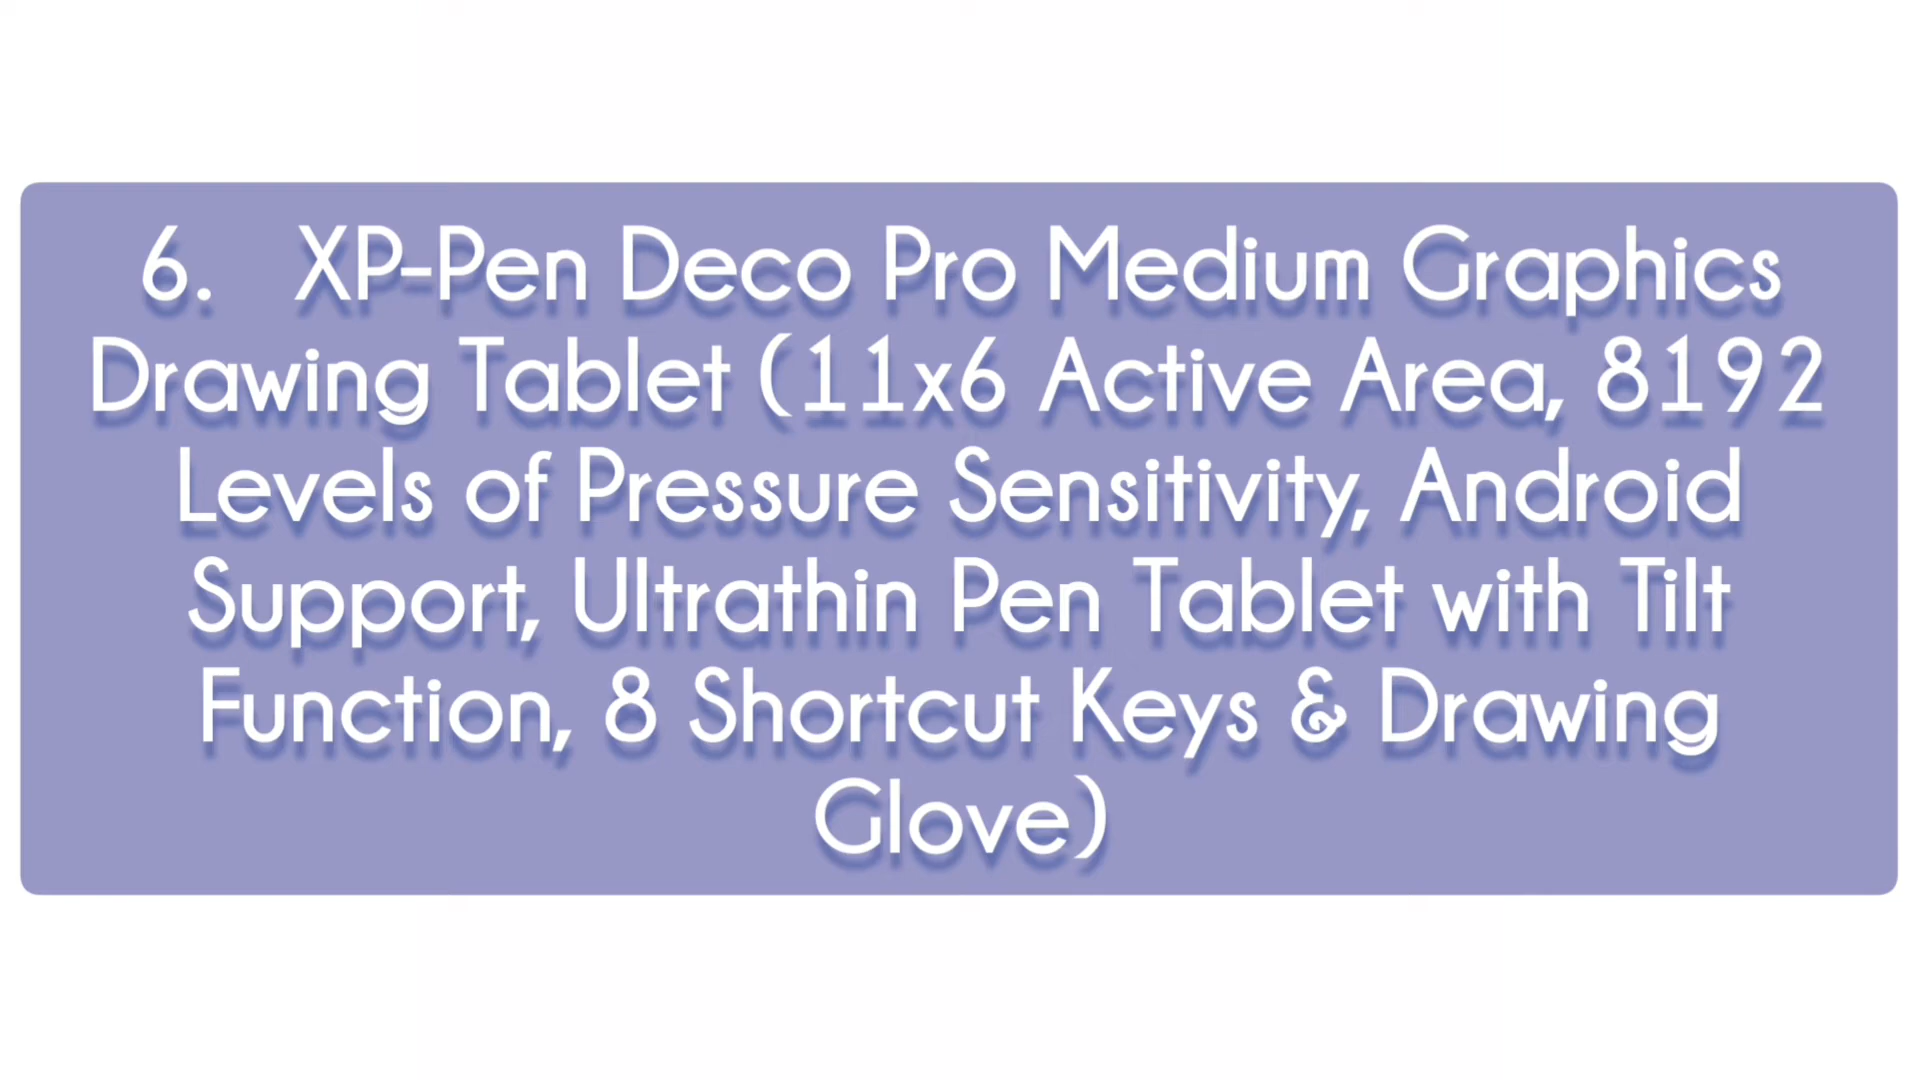 6. XP-Pen Deco Pro Medium Graphics
Drawing Tablet (11x6 Active Area, 8192
Levels of Pressure Sensitivity, Android
Support, Ultrathin Pen Tablet with Tilt
Function, 8 Shortcut Keys & Drawing
Glove)